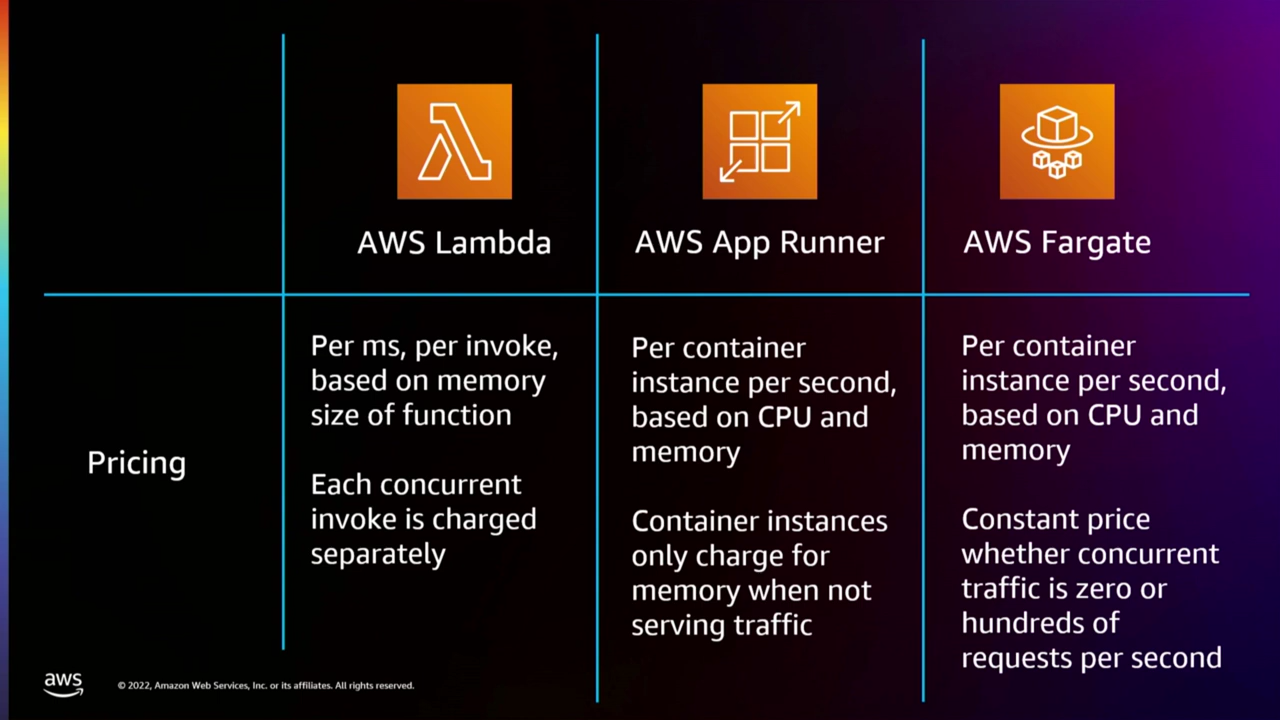 AWS Lambda
AWS App Runner
AWS Fargate
Pricing
Per ms, per invoke,
based on memory
size of function
Each concurrent
invoke is charged
separately
Per container
instance per second,
based on CPU and
memory
Container instances
only charge for
memory when not
serving traffic
Per container
instance per second,
based on CPU and
memory
Constant price
whether concurrent
traffic is zero or
hundreds of
requests per second
aws
© 2022, Amazon Web Services, Inc. or its affiliates. All rights reserved.